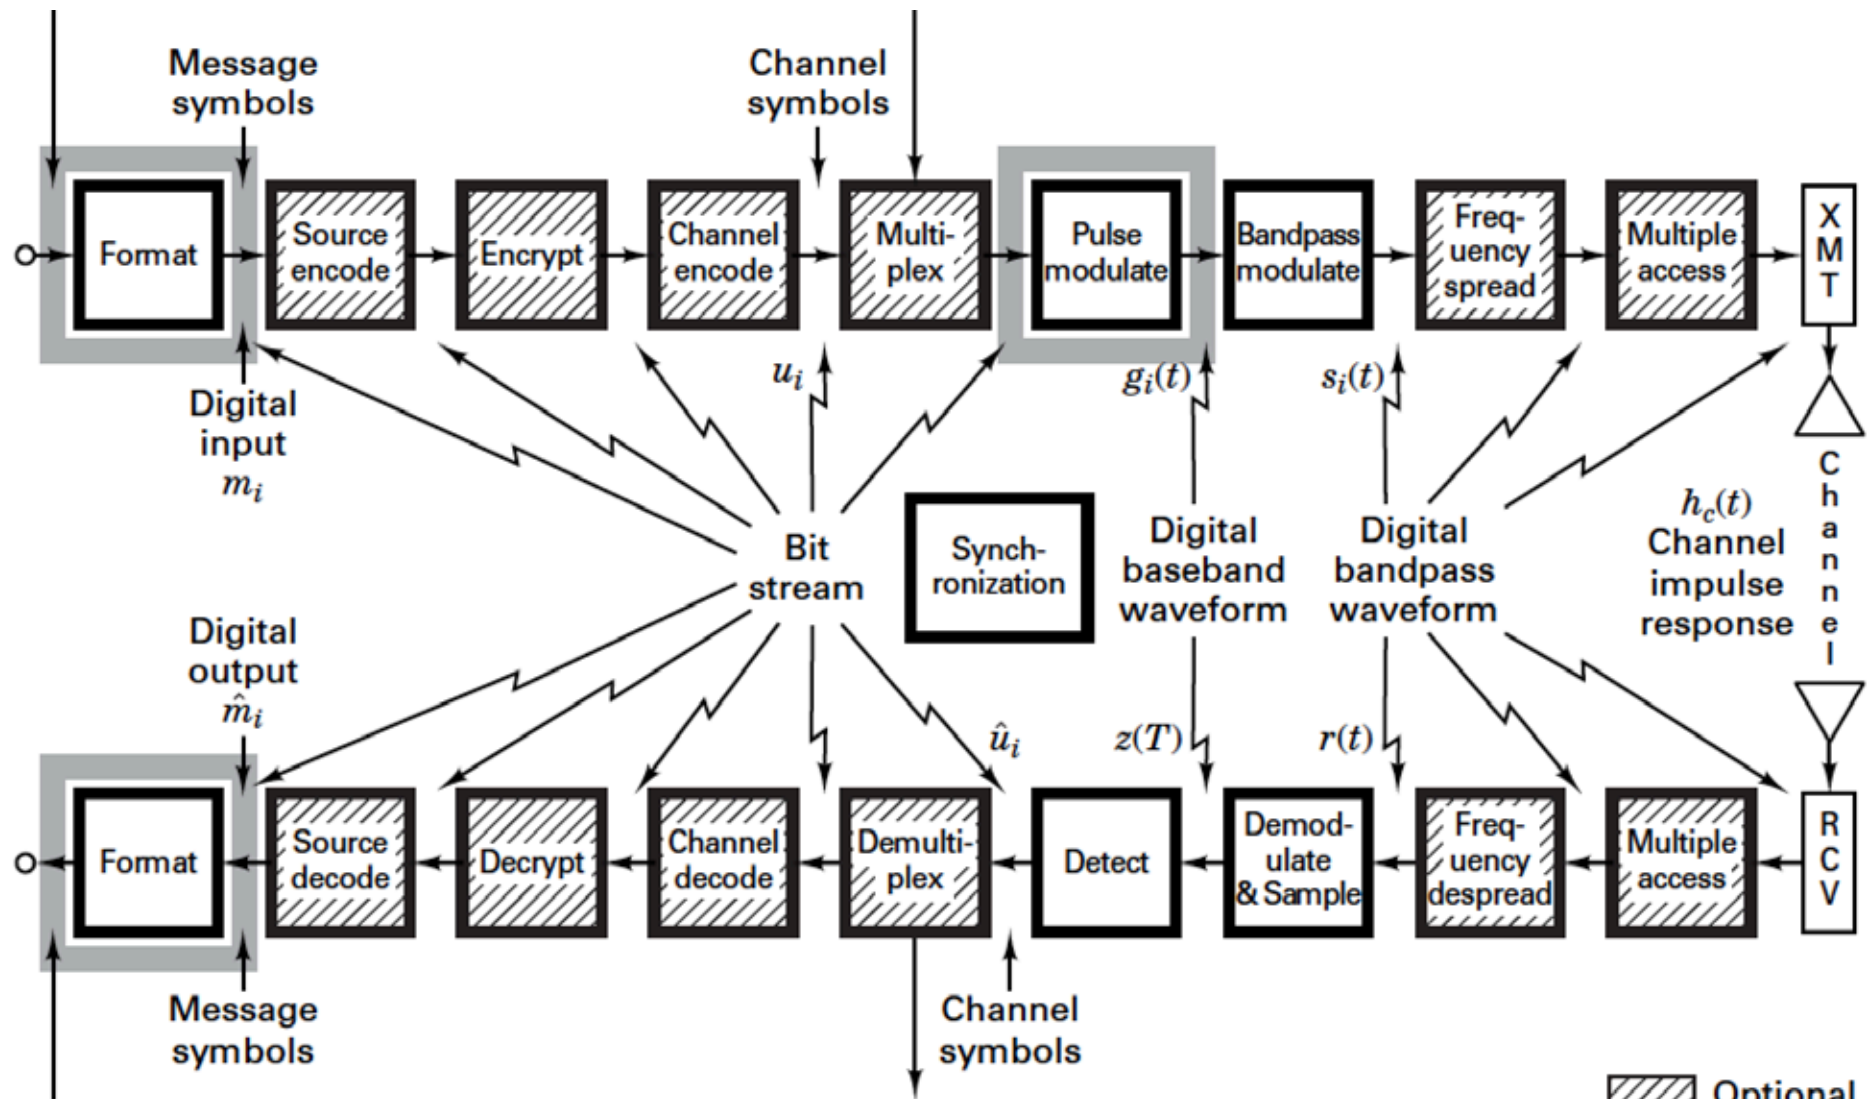 Message
symbols
Channel
symbols
Format
Source
encode
Encrypt
Channel
encode
Multi-
plex
Pulse
modulate
Bandpass
modulate
Freq-
uency
spread
Multiple
access
X
M
T
Digital
input
m_i
u_i
g_i(t)
s_i(t)
Bit
stream
Synch-
ronization
Digital
baseband
waveform
Digital
bandpass
waveform
h_c(t)
Channel
impulse
response
C
h
a
n
n
e
l
Digital
output
m̂_i
û_i
z(T)
r(t)
Format
Source
decode
Decrypt
Channel
decode
Demulti-
plex
Detect
Demod-
ulate
& Sample
Freq-
uency
despread
Multiple
access
R
C
V
Message
symbols
Channel
symbols
Optional